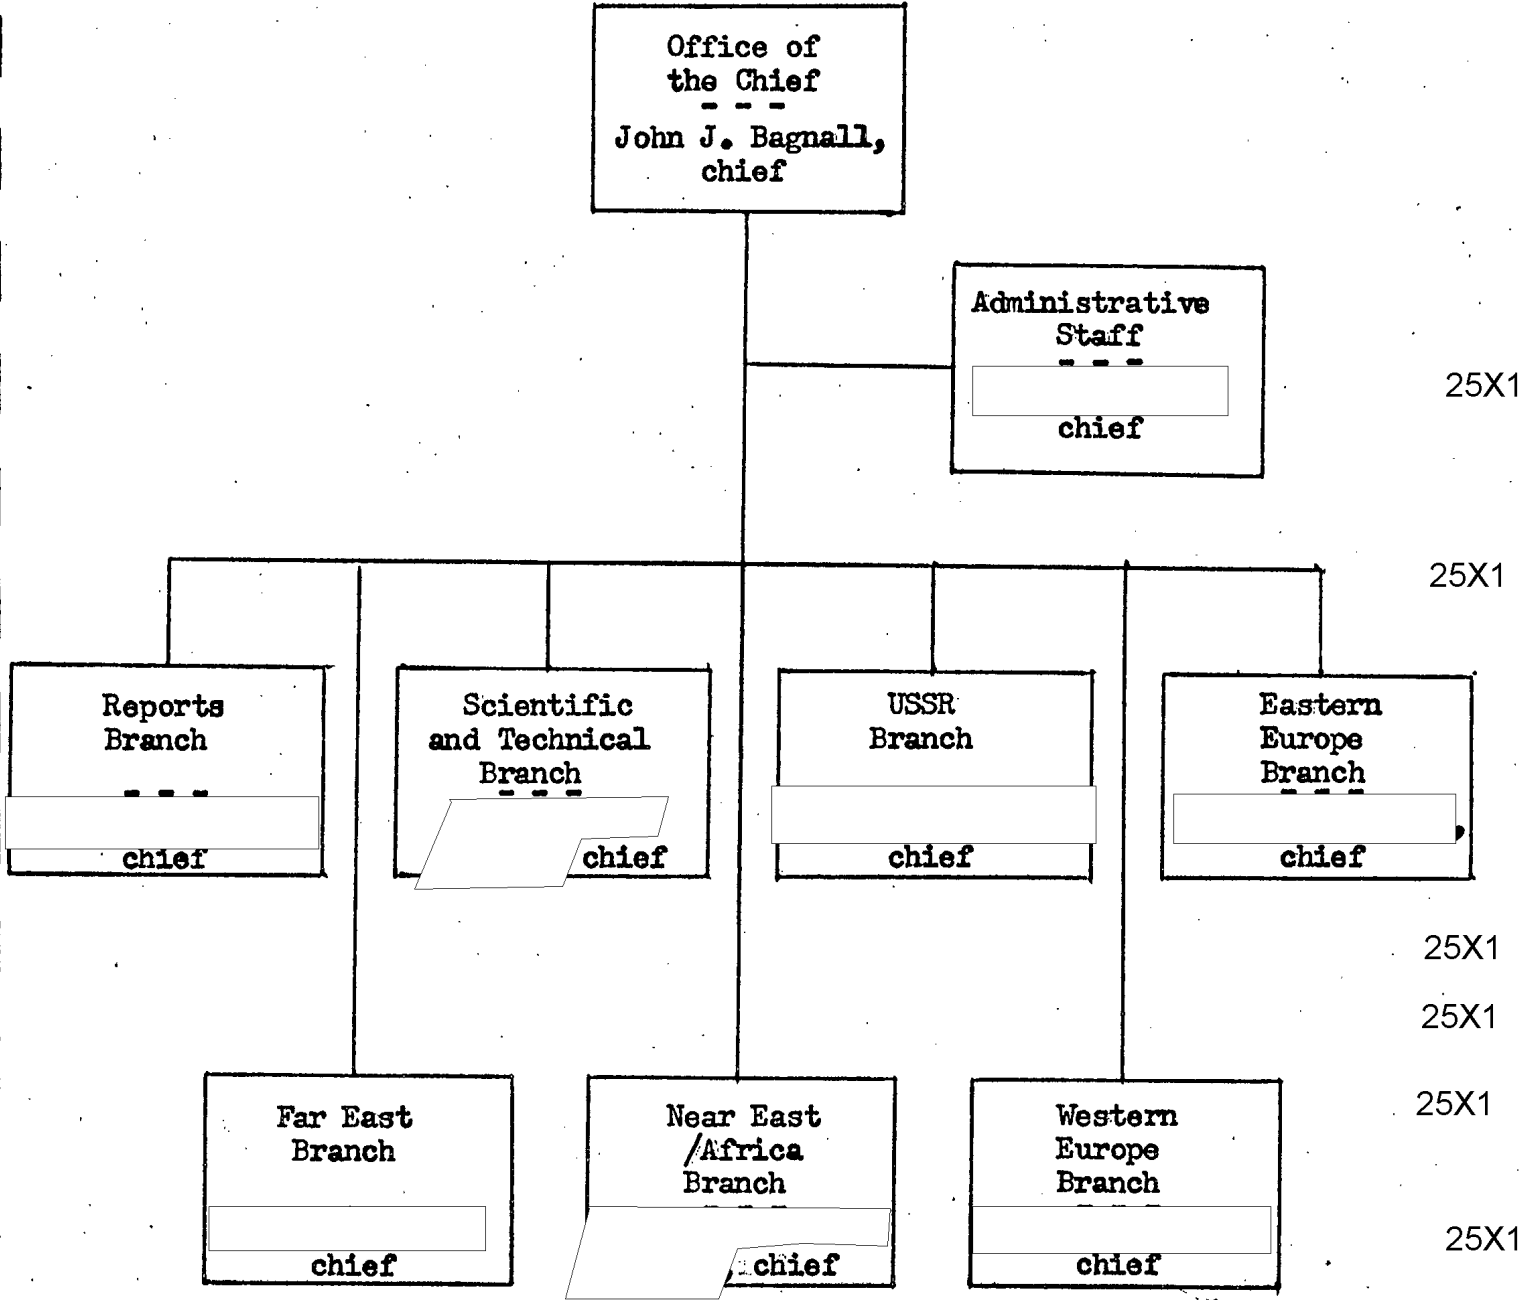 Office of
the Chief
- - -
John J. Bagnall,
chief
Administrative
Staff
- - -
chief
25X1
25X1
Reports
Branch
- - -
chief
Scientific
and Technical
Branch
- - -
chief
USSR
Branch
chief
Eastern
Europe
Branch
- - -
,
chief
25X1
25X1
Far East
Branch
chief
Near East
/Africa
Branch
- - -
chief
Western
Europe
Branch
- - -
chief
25X1
25X1